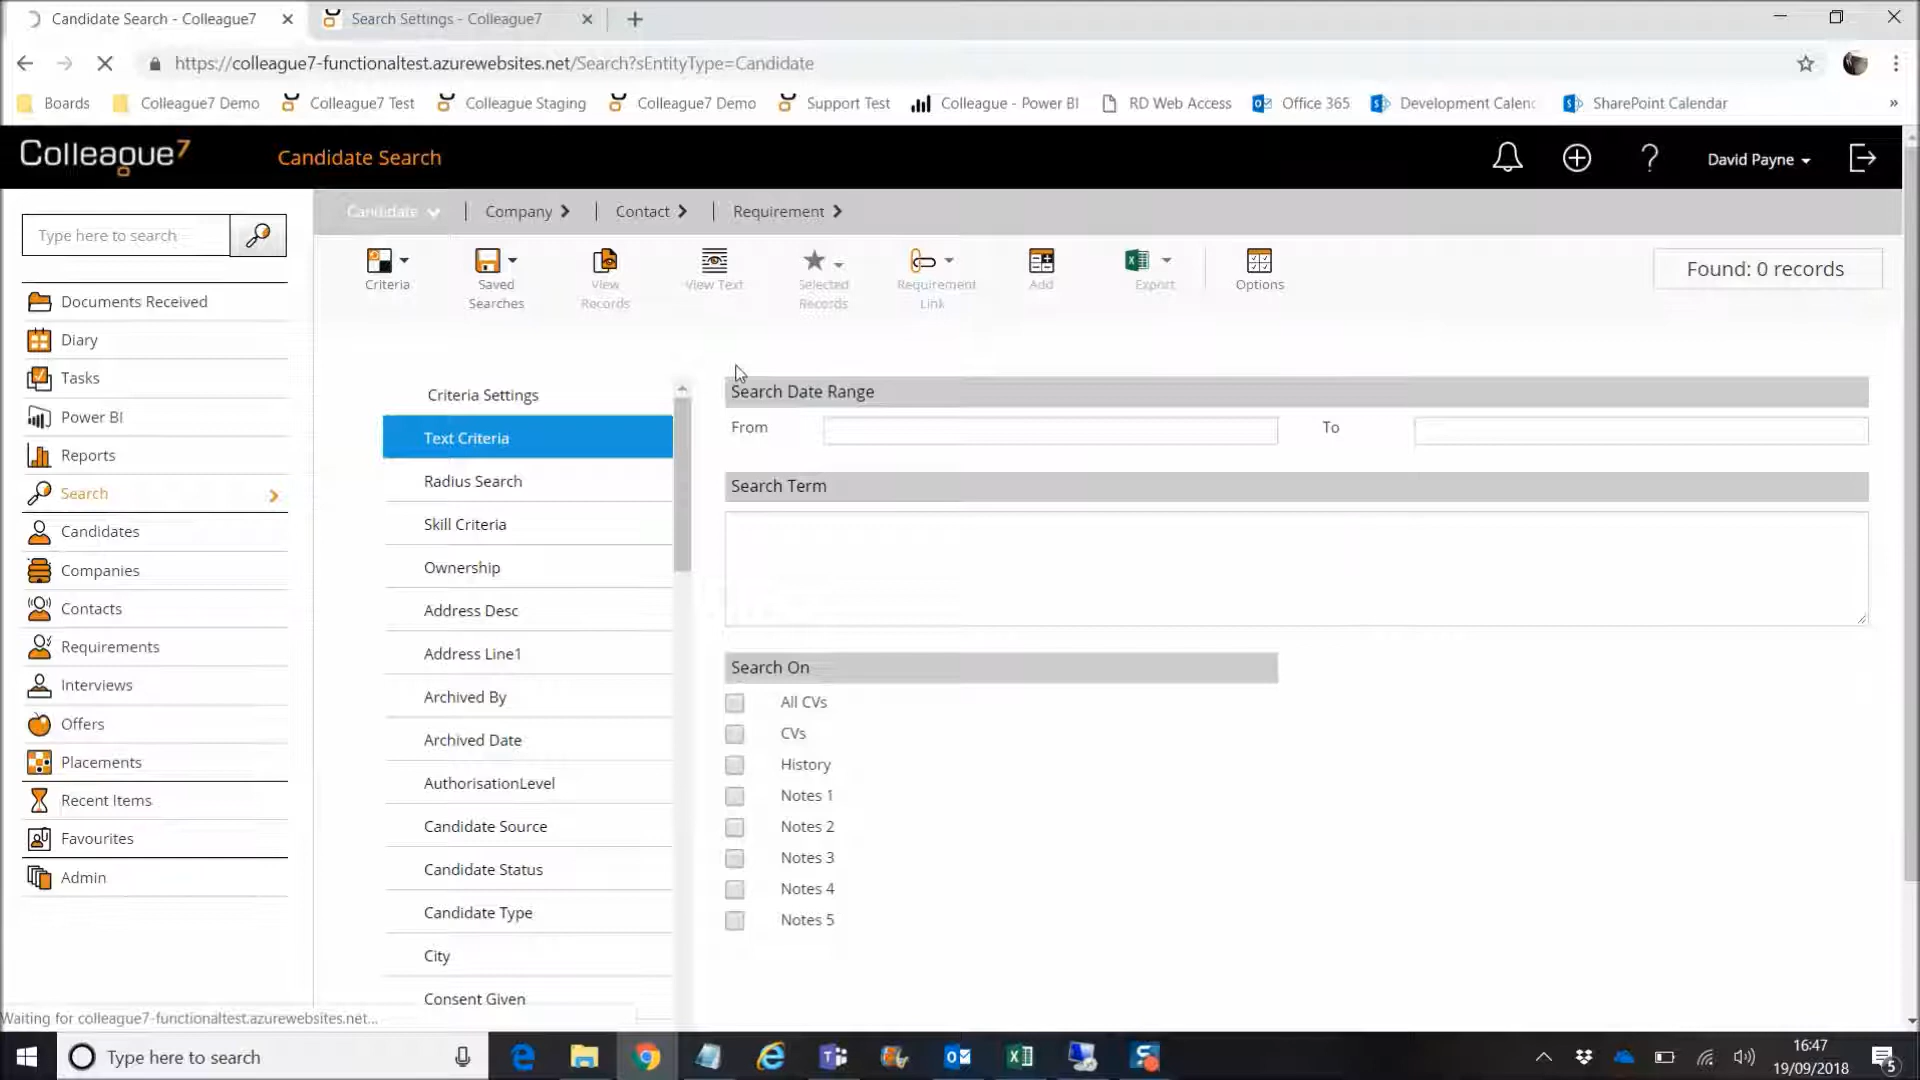 Candidate Search - Colleague7
Search Settings - Colleague7
https://colleague7-functionaltest.azurewebsites.net/Search?sEntityType=Candidate
Boards
Colleague7 Demo
Colleague7 Test
Colleague Staging
Colleague7 Demo
Support Test
Colleague - Power BI
RD Web Access
Office 365
Development Calend
SharePoint Calendar
»
Colleague7
Candidate Search
?
David Payne
Candidate
Company
Contact
Requirement
Type here to search
Criteria
Saved
Searches
View
Records
View Text
Selected
Records
Requirement
Link
Add
Export
Options
Found: 0 records
Documents Received
Diary
Tasks
Power BI
Reports
Search
Candidates
Companies
Contacts
Requirements
Interviews
Offers
Placements
Recent Items
Favourites
Admin
Criteria Settings
Text Criteria
Radius Search
Skill Criteria
Ownership
Address Desc
Address Line1
Archived By
Archived Date
AuthorisationLevel
Candidate Source
Candidate Status
Candidate Type
City
Consent Given
Search Date Range
From
To
Search Term
Search On
All CVs
CVs
History
Notes 1
Notes 2
Notes 3
Notes 4
Notes 5
Waiting for colleague7-functionaltest.azurewebsites.net...
Type here to search
16:47
19/09/2018
5